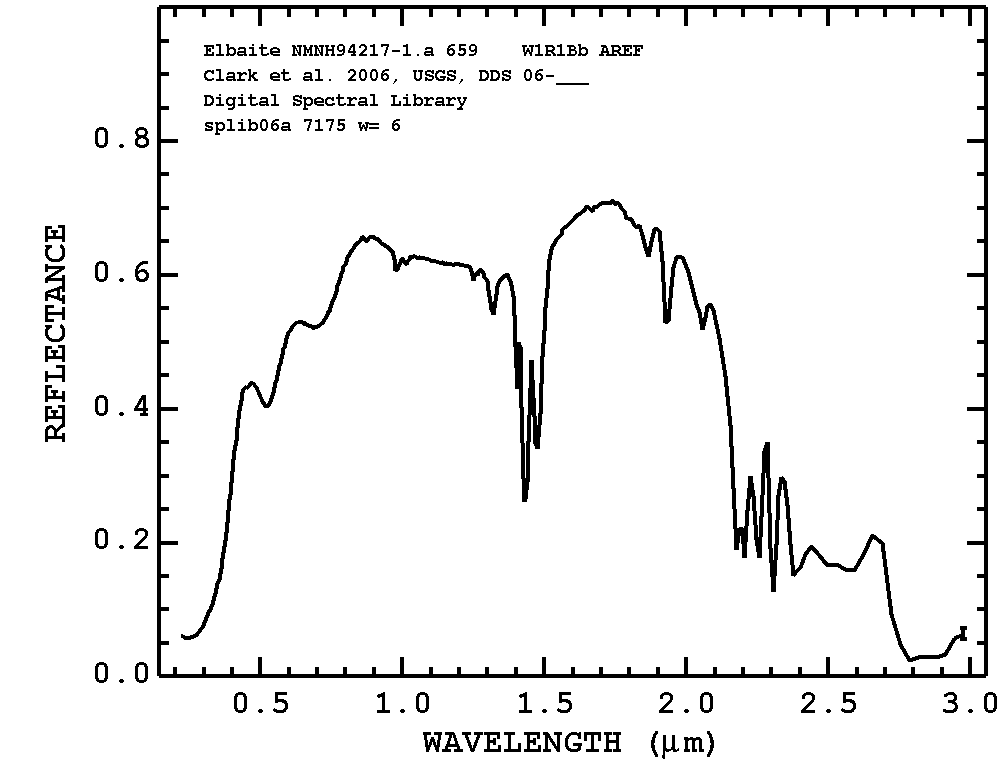 Elbaite NMNH94217-1.a 659 W1R1Bb AREF
Clark et al. 2006, USGS, DDS 06-___
Digital Spectral Library
splib06a 7175 w= 6
0.8
0.6
0.4
0.2
0.0
REFLECTANCE
0.5 1.0 1.5 2.0 2.5 3.0
WAVELENGTH (μm)